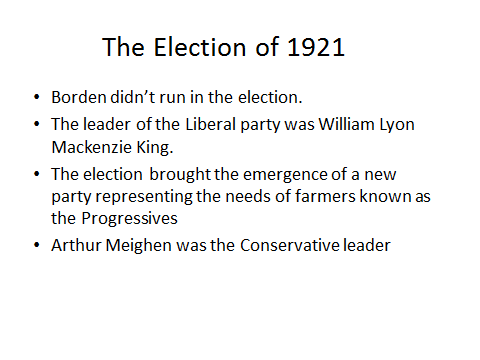 The Election of 1921
• Borden didn’t run in the election.
• The leader of the Liberal party was William Lyon
Mackenzie King.
• The election brought the emergence of a new
party representing the needs of farmers known as
the Progressives
• Arthur Meighen was the Conservative leader